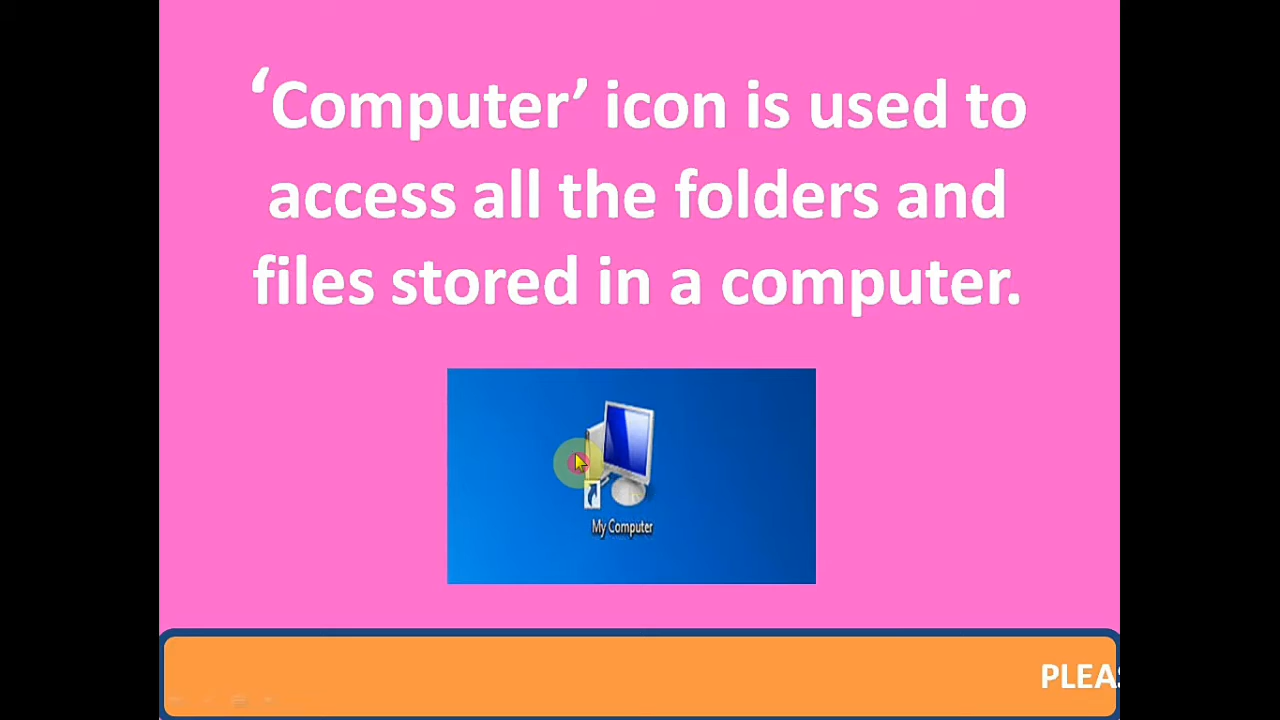 ‘Computer’ icon is used to
access all the folders and
files stored in a computer.
My Computer